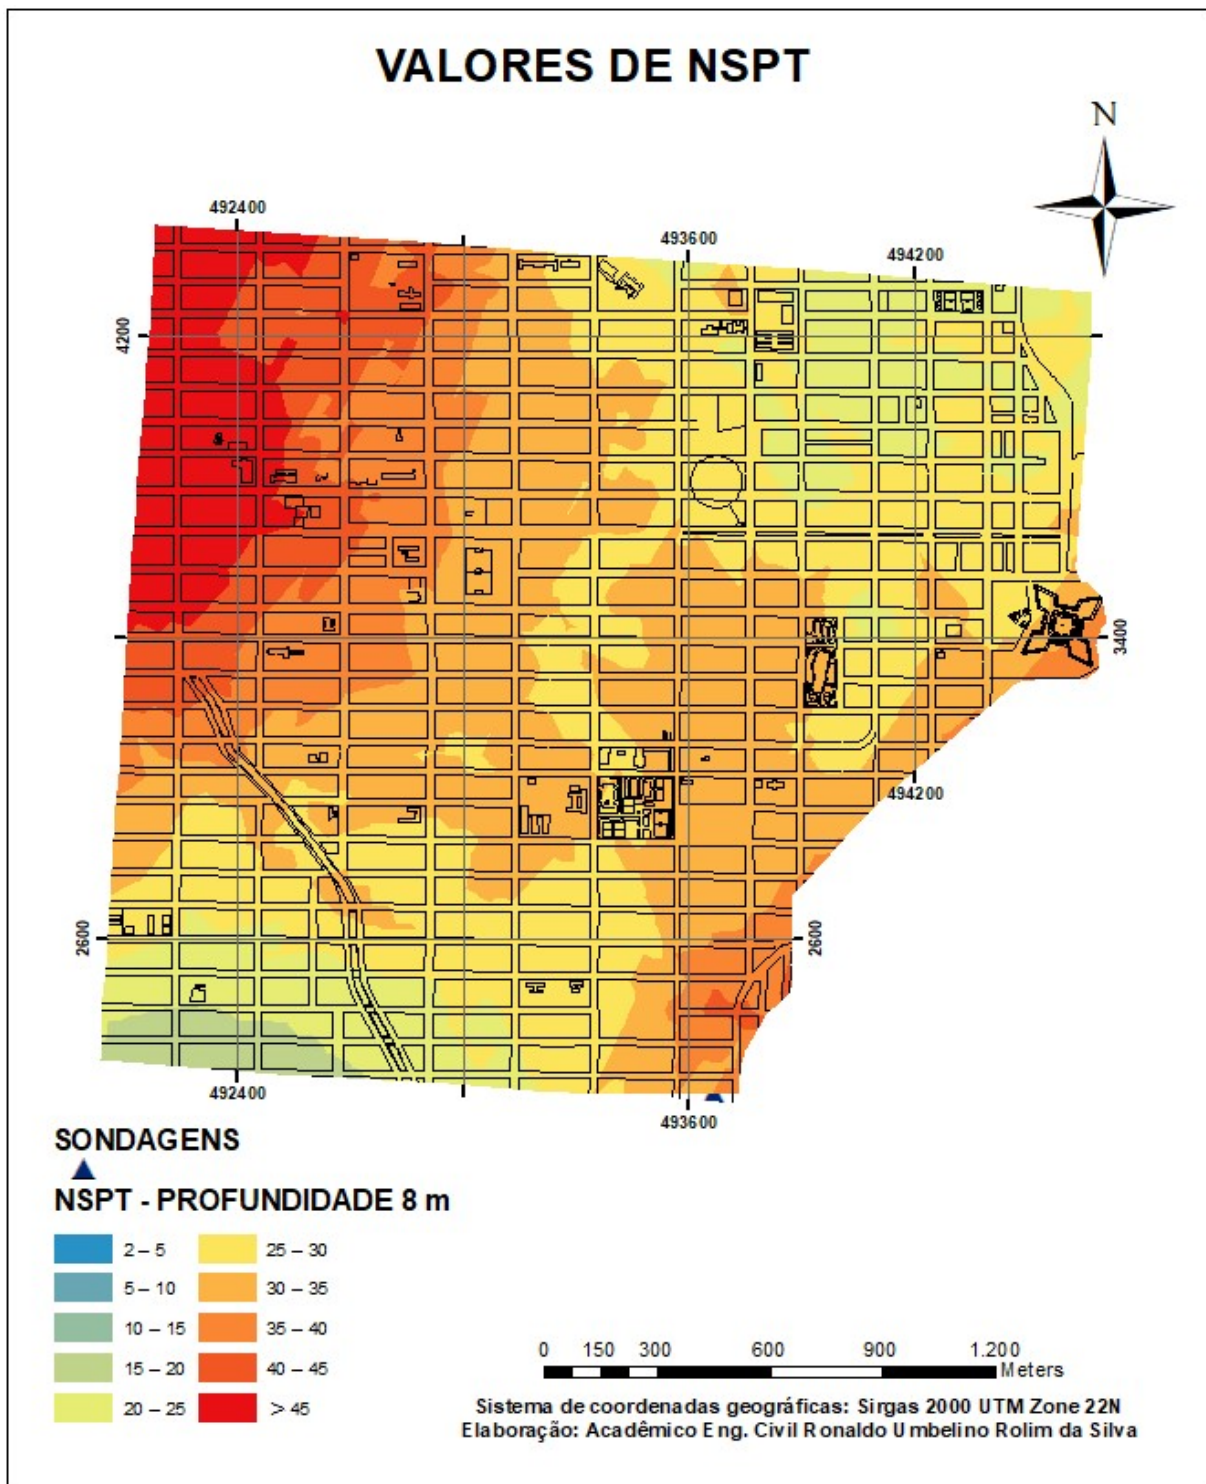 VALORES DE NSPT
N
492400
493600
494200
4200
3400
494200
2600
2600
492400
493600
SONDAGENS
NSPT - PROFUNDIDADE 8 m
2 – 5
25 – 30
5 – 10
30 – 35
10 – 15
35 – 40
15 – 20
40 – 45
20 – 25
> 45
0 150 300 600 900 1.200
Meters
Sistema de coordenadas geográficas: Sirgas 2000 UTM Zone 22N
Elaboração: Acadêmico Eng. Civil Ronaldo Umbelino Rolim da Silva